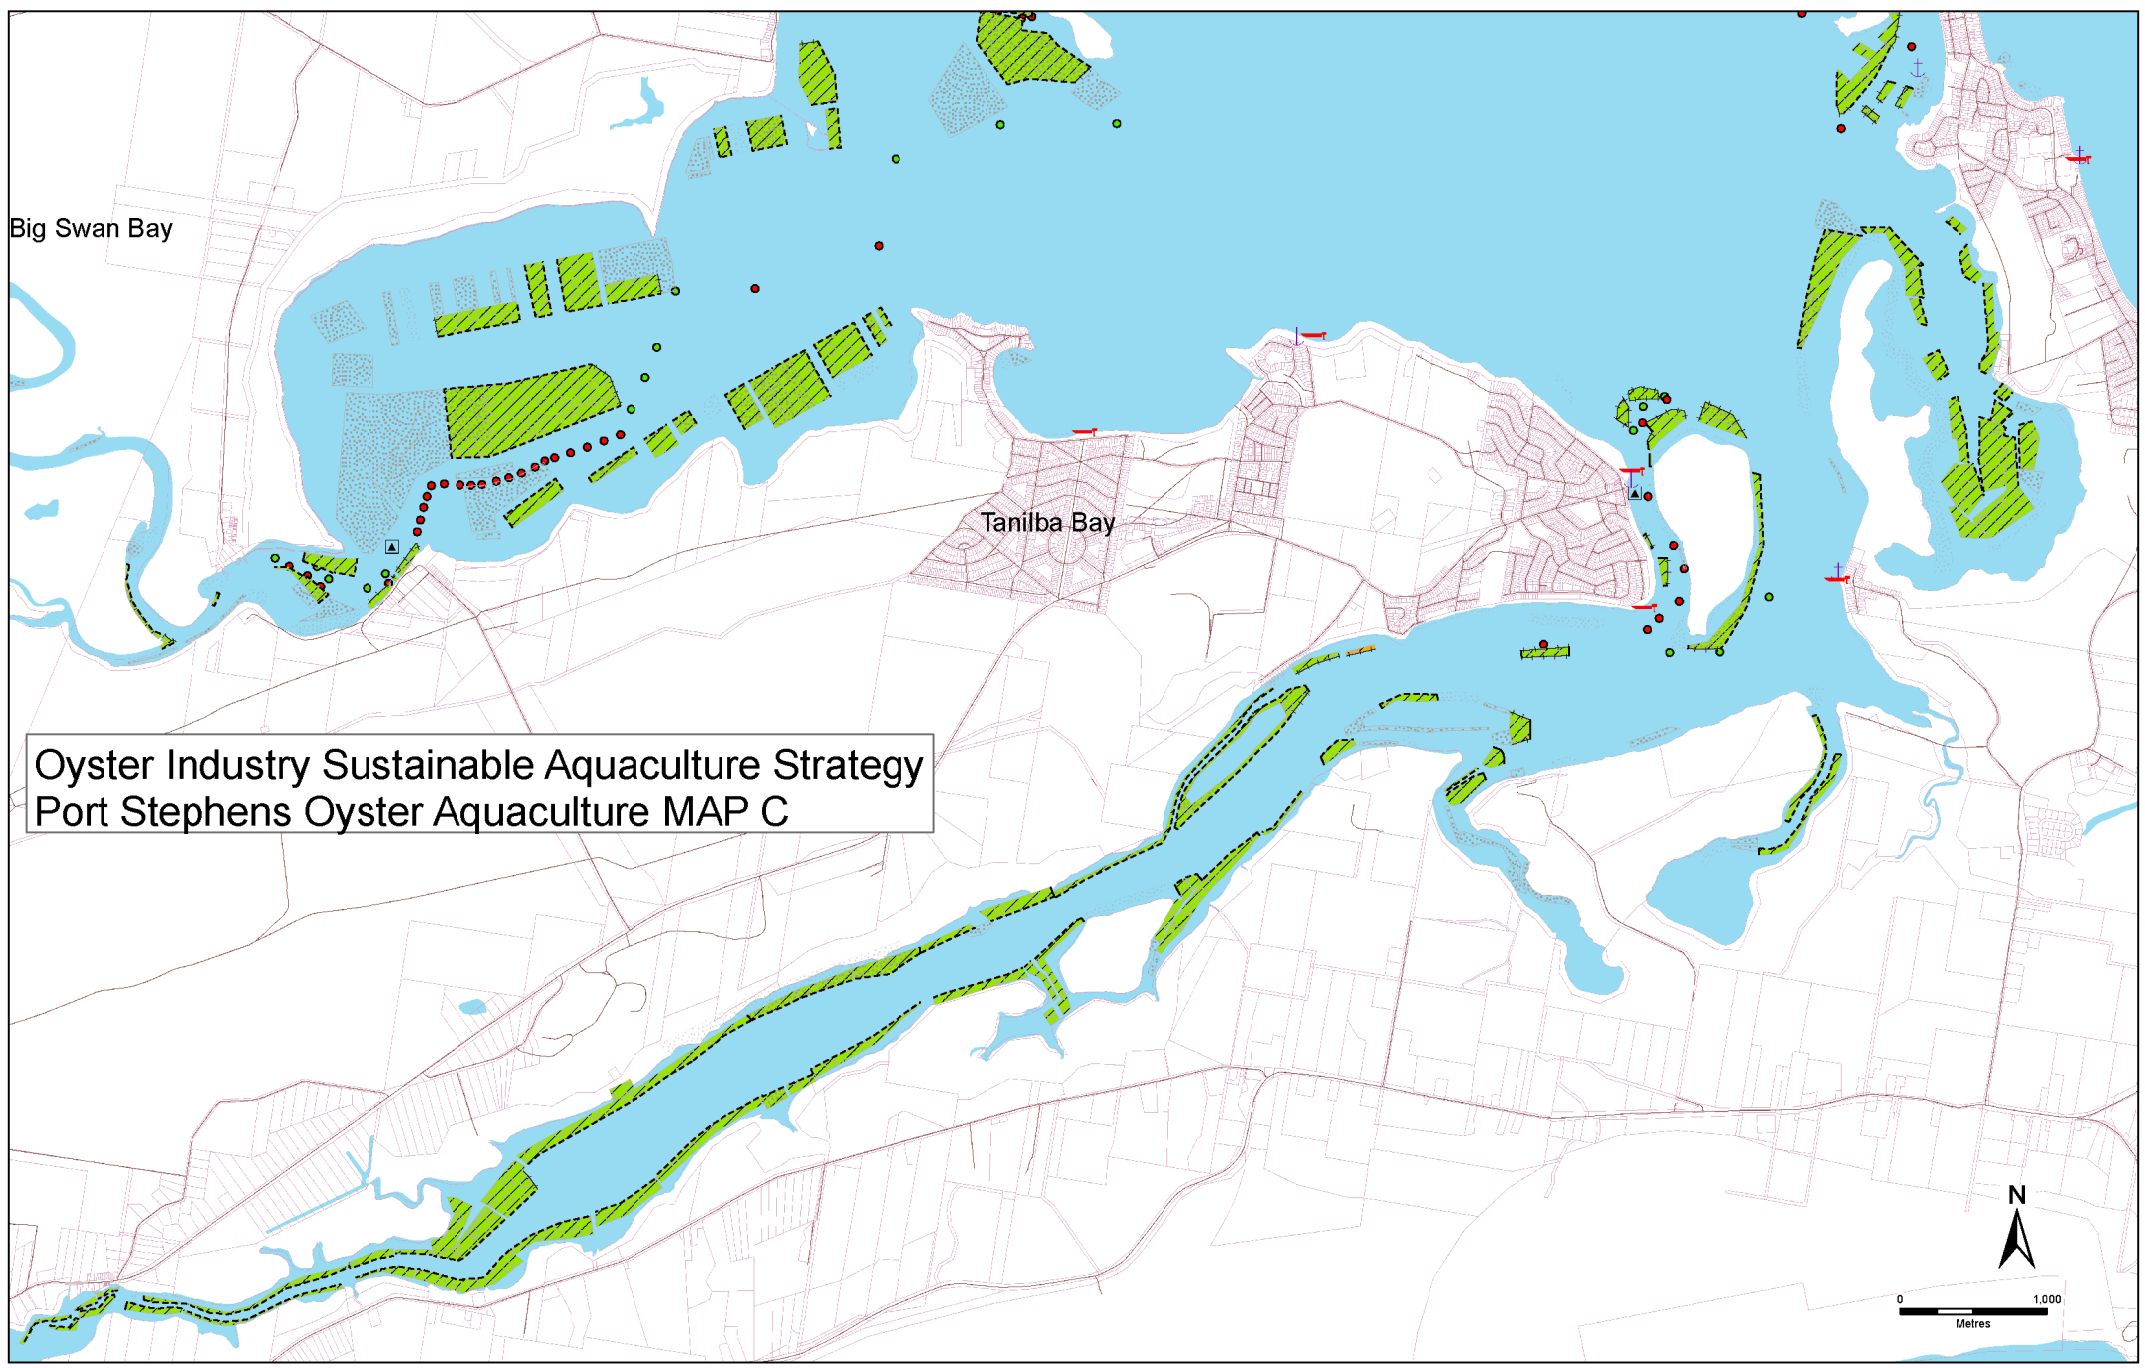 Big Swan Bay
Tanilba Bay
Oyster Industry Sustainable Aquaculture Strategy
Port Stephens Oyster Aquaculture MAP C
N
0 1,000
Metres